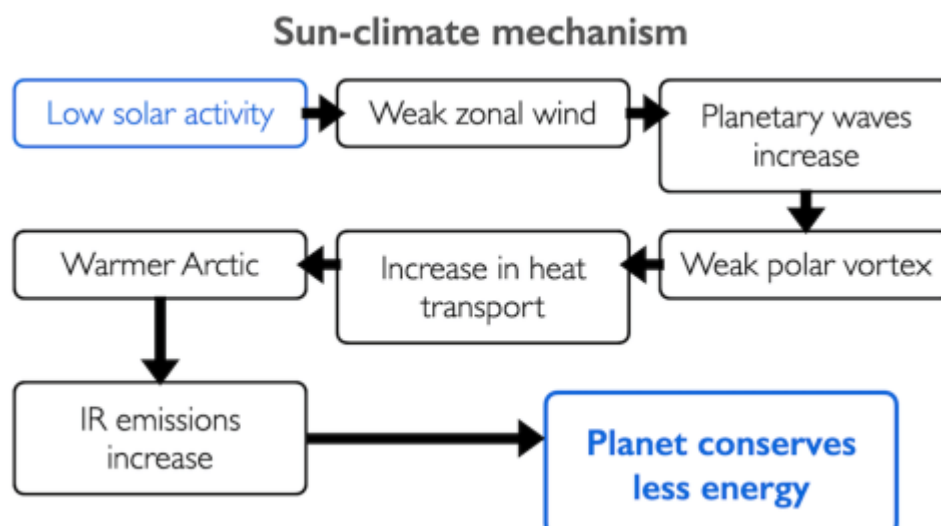 Sun-climate mechanism
Low solar activity
Weak zonal wind
Planetary waves
increase
Weak polar vortex
Increase in heat
transport
Warmer Arctic
IR emissions
increase
Planet conserves
less energy